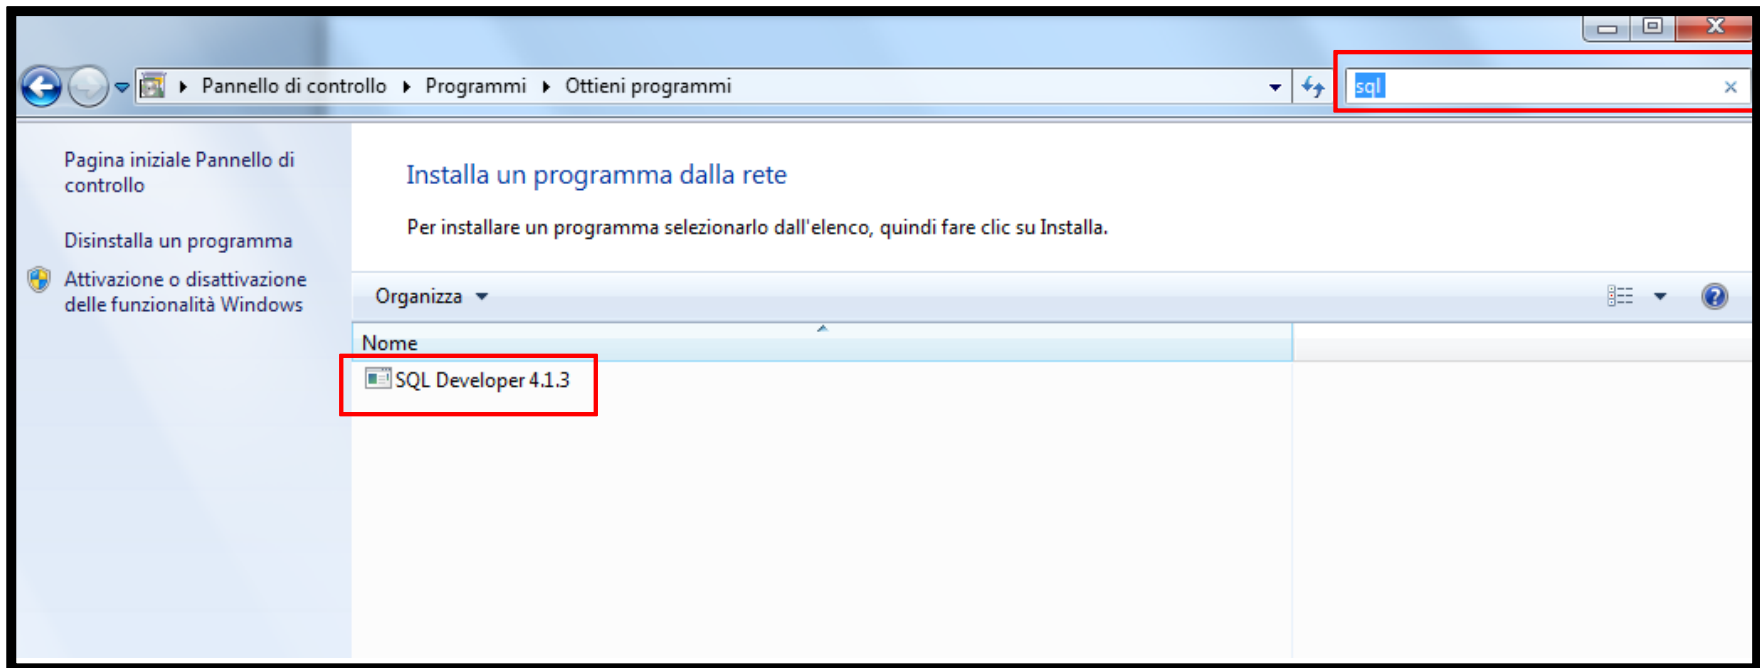 Pannello di controllo Programmi Ottieni programmi
sql
Pagina iniziale Pannello di
controllo
Disinstalla un programma
Attivazione o disattivazione
delle funzionalità Windows
Installa un programma dalla rete
Per installare un programma selezionarlo dall'elenco, quindi fare clic su Installa.
Organizza
Nome
SQL Developer 4.1.3